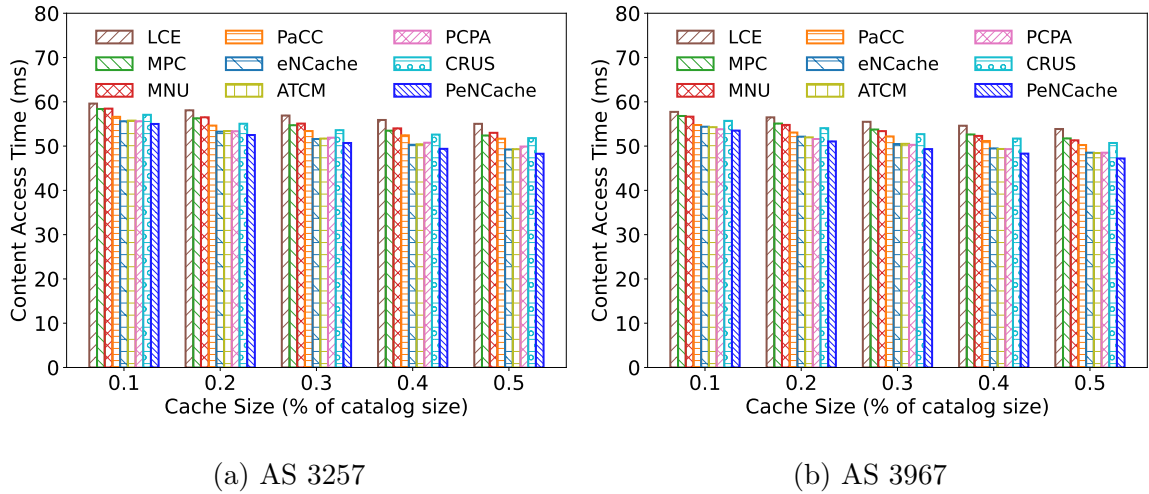 80
70
60
50
40
30
20
10
0
Content Access Time (ms)
LCE PaCC PCPA
MPC eNCache CRUS
MNU ATCM PeNCache
0.1 0.2 0.3 0.4 0.5
Cache Size (% of catalog size)
(a) AS 3257
80
70
60
50
40
30
20
10
0
Content Access Time (ms)
LCE PaCC PCPA
MPC eNCache CRUS
MNU ATCM PeNCache
0.1 0.2 0.3 0.4 0.5
Cache Size (% of catalog size)
(b) AS 3967